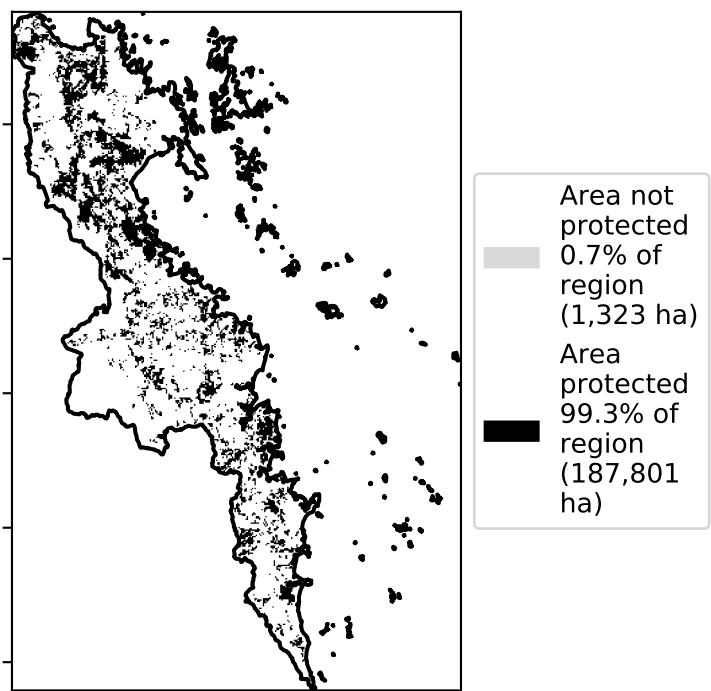 Area not
protected
0.7% of
region
(1,323 ha)
Area
protected
99.3% of
region
(187,801
ha)